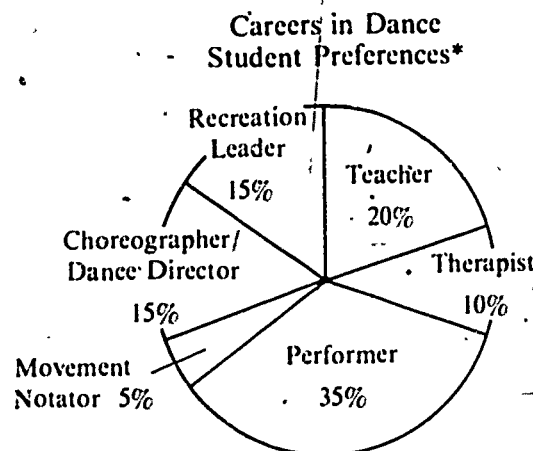 Careers in Dance
Student Preferences*
Recreation
Leader
15%
Teacher
20%
Therapist
10%
Choreographer/
Dance Director
15%
Performer
35%
Movement
Notator 5%